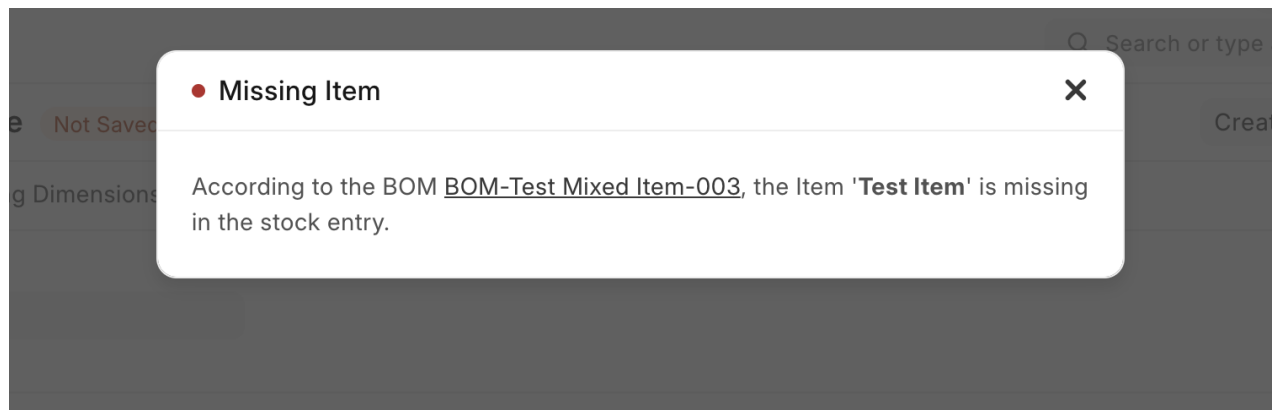 Search or type
Missing Item
e Not Saved
Creat
According to the BOM BOM-Test Mixed Item-003, the Item 'Test Item' is missing
g Dimensions
in the stock entry.